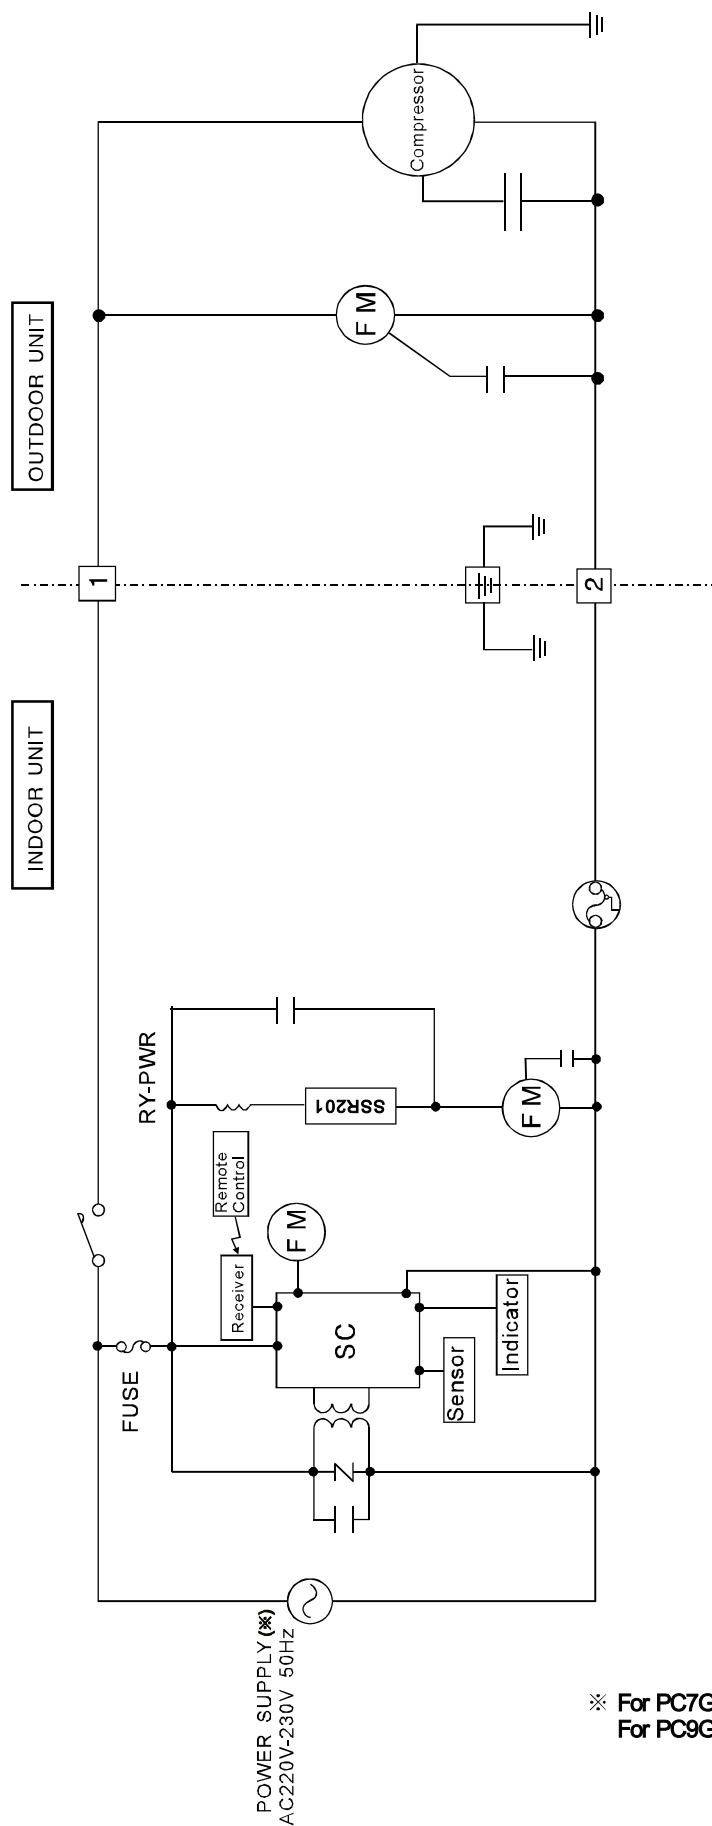 OUTDOOR UNIT
Compressor
F M
1
2
INDOOR UNIT
RY-PWR
SSR201
F M
Remote
Control
F M
Receiver
FUSE
SC
Sensor
Indicator
POWER SUPPLY(※)
AC220V-230V 50Hz
※ For PC7G
For PC9G